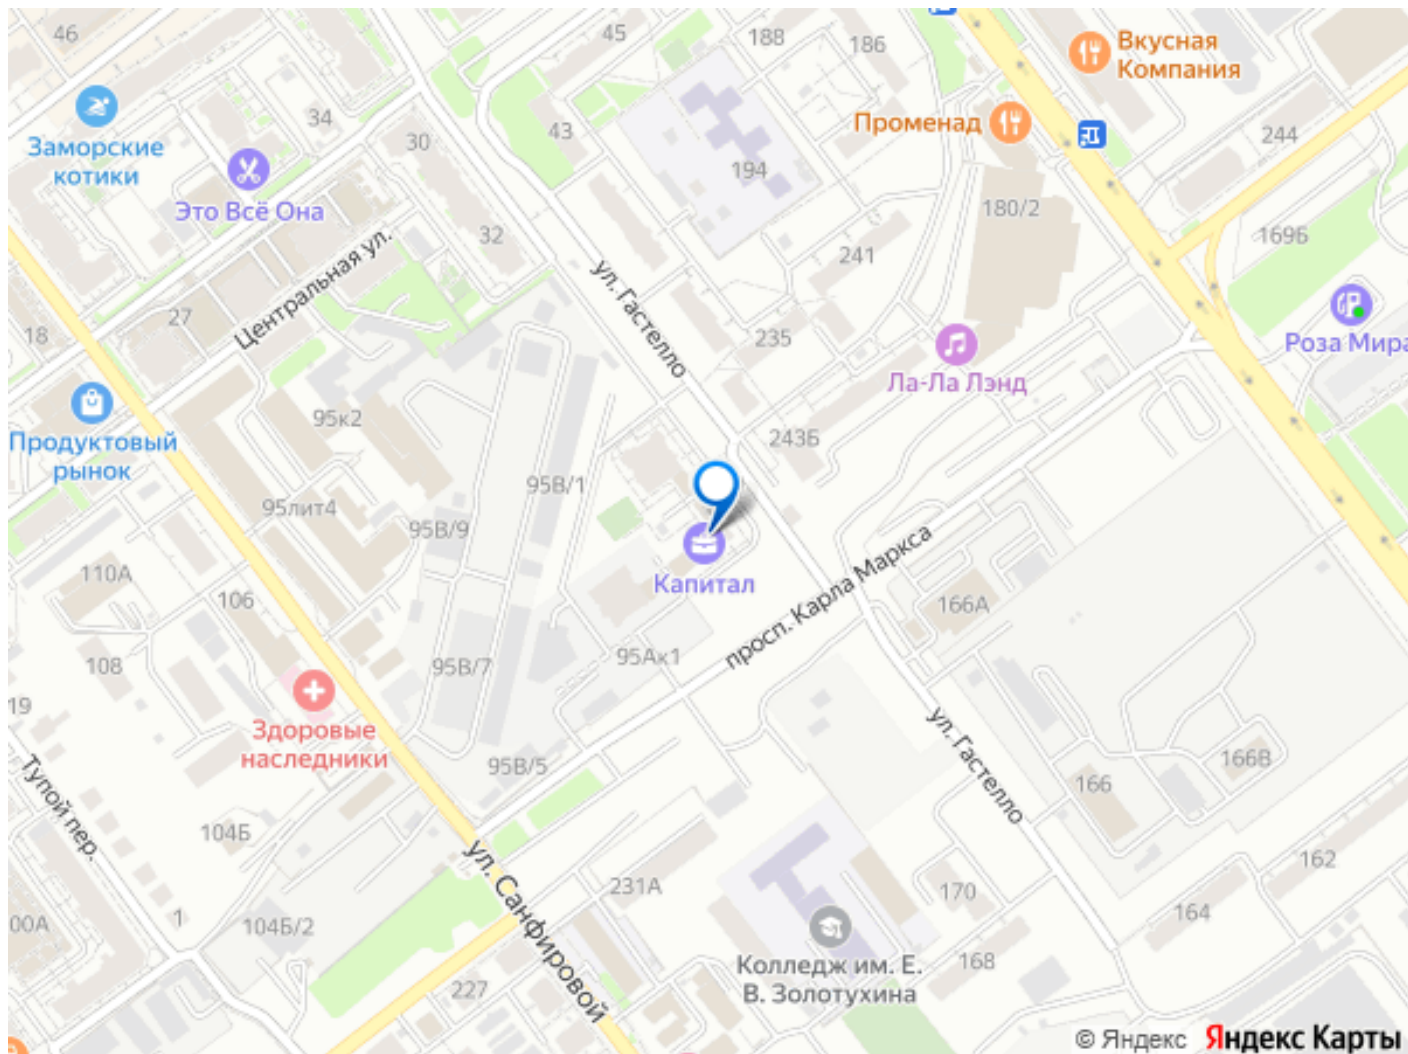 46
45
188
186
Вкусная
Компания
Заморские
котики
34
30
43
Променад
244
194
Это Всё Она
32
180/2
169Б
Центральная ул.
ул. Гастелло
241
18
27
235
Роза Мира
Ла-Ла Лэнд
95к2
243Б
Продуктовый
рынок
95В/1
95лит4
95В/9
Капитал
просп. Карла Маркса
110А
106
166А
108
95В/7
95Ак1
19
Здоровые
наследники
ул. Гастелло
95В/5
166В
166
Тупой пер.
104Б
162
ул. Санфировой
231А
170
164
00А
1
104Б/2
Колледж им. Е.
В. Золотухина
168
227
© Яндекс Яндекс Карты